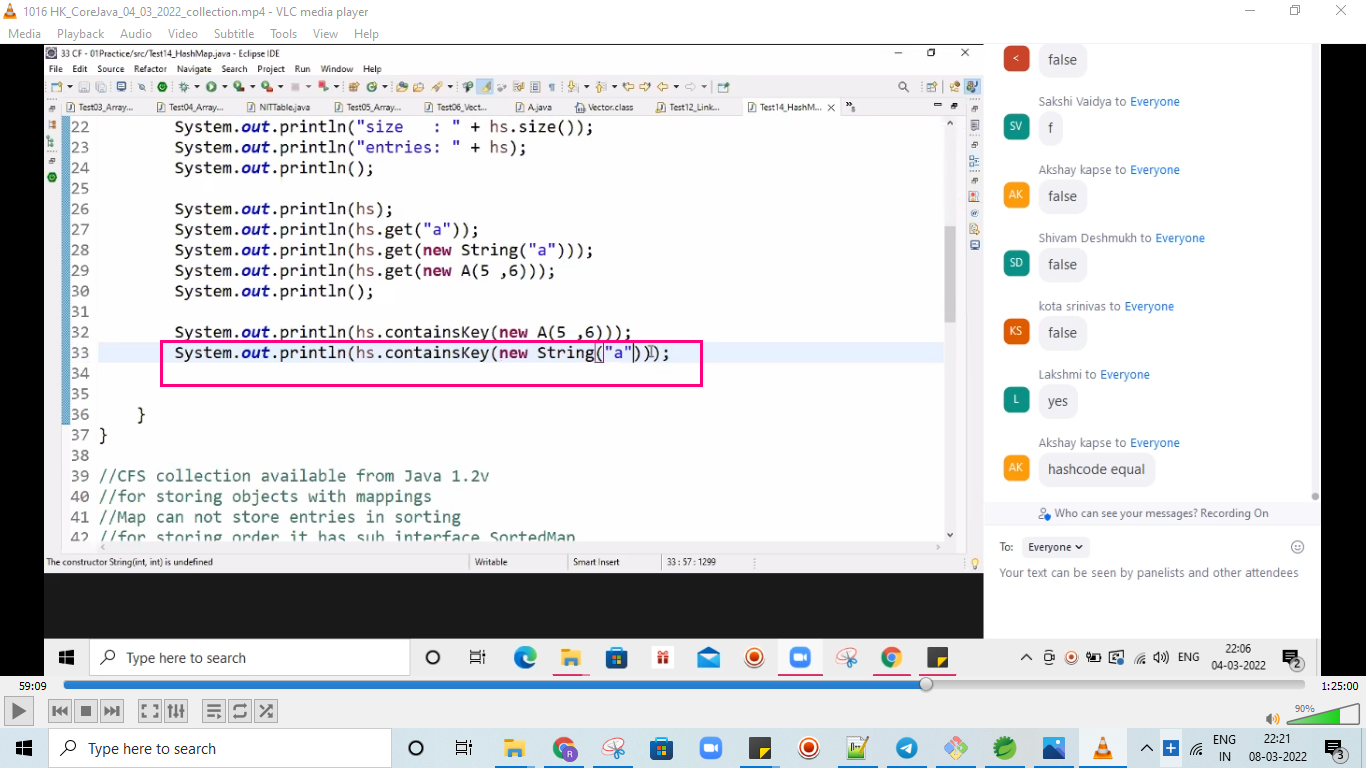 1016 HK_CoreJava_04_03_2022_collection.mp4 - VLC media player
Media Playback Audio Video Subtitle Tools View Help
33 CF - 01Practice/src/Test14_HashMap.java - Eclipse IDE
File Edit Source Refactor Navigate Search Project Run Window Help
Test03_Array... Test04_Array... NITTable.java Test05_Array... Test06_Vect... A.java Vector.class Test12_Link... Test14_HashM...
22 System.out.println("size   : " + hs.size());
23 System.out.println("entries: " + hs);
24 System.out.println();
25
26 System.out.println(hs);
27 System.out.println(hs.get("a"));
28 System.out.println(hs.get(new String("a")));
29 System.out.println(hs.get(new A(5 ,6)));
30 System.out.println();
31
32 System.out.println(hs.containsKey(new A(5 ,6)));
33 System.out.println(hs.containsKey(new String("a")));
34
35
36 }
37 }
38
39 //CFS collection available from Java 1.2v
40 //for storing objects with mappings
41 //Map can not store entries in sorting
42 //for storing order it has sub interface SortedMap
The constructor String(int, int) is undefined Writable Smart Insert 33 : 57 : 1299
<
false
Sakshi Vaidya to Everyone
SV f
Akshay kapse to Everyone
AK false
Shivam Deshmukh to Everyone
SD false
kota srinivas to Everyone
KS false
Lakshmi to Everyone
L yes
Akshay kapse to Everyone
AK hashcode equal
Who can see your messages? Recording On
To: Everyone
Your text can be seen by panelists and other attendees
Type here to search
ENG
22:06
04-03-2022
2
59:09
1:25:00
90%
Type here to search
R
ENG
IN
22:21
08-03-2022
3